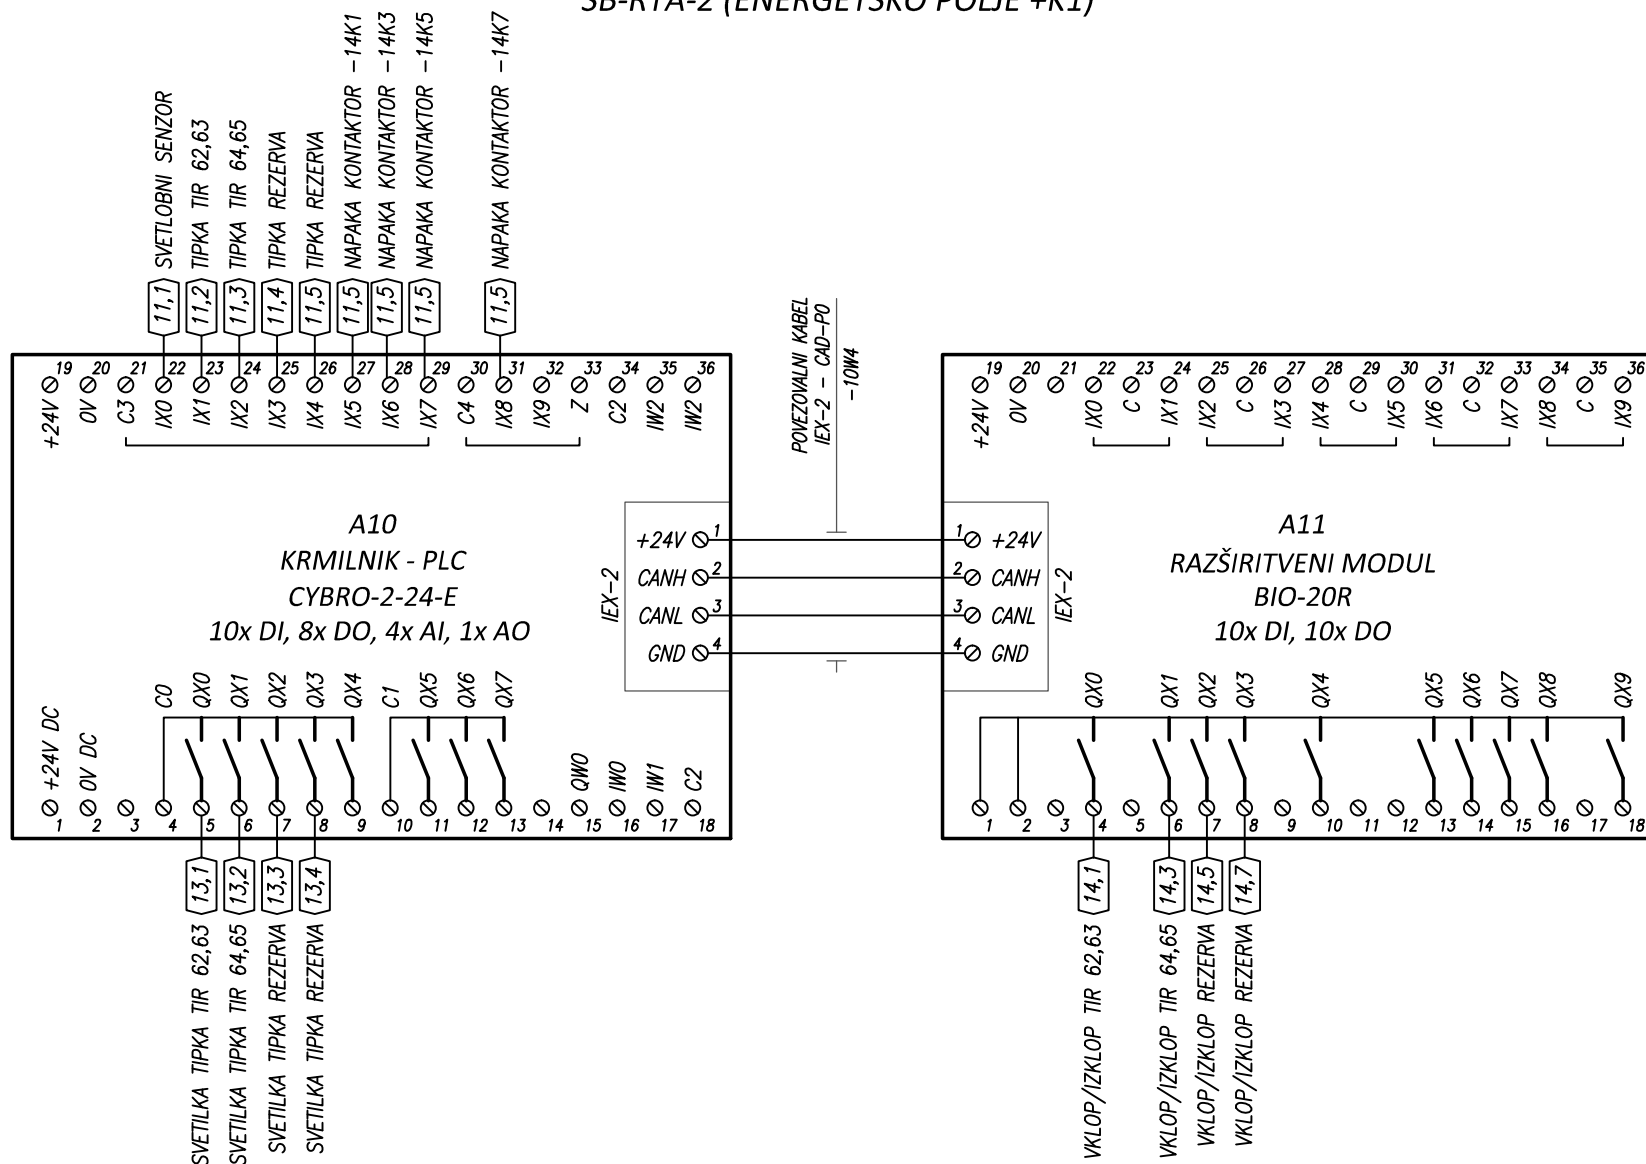 SB-RTA-2 (ENERGETSKO POLJE +K1)
SVETLOBNI SENZOR
TIPKA TIR 62,63
TIPKA TIR 64,65
TIPKA REZERVA
TIPKA REZERVA
NAPAKA KONTAKTOR -14K1
NAPAKA KONTAKTOR -14K3
NAPAKA KONTAKTOR -14K5
NAPAKA KONTAKTOR -14K7
11,1
11,2
11,3
11,4
11,5
11,5
11,5
11,5
11,5
19 20 21 22 23 24 25 26 27 28 29 30 31 32 33 34 35 36
+24V 0V C3 IX0 IX1 IX2 IX3 IX4 IX5 IX6 IX7 C4 IX8 IX9 Z C2 IW2 IW2
A10
KRMILNIK - PLC
CYBRO-2-24-E
10x DI, 8x DO, 4x AI, 1x AO
IEX-2
+24V 1
CANH 2
CANL 3
GND 4
+24V DC 0V DC C0 QX0 QX1 QX2 QX3 QX4 C1 QX5 QX6 QX7 QW0 IW0 IW1 C2
1 2 3 4 5 6 7 8 9 10 11 12 13 14 15 16 17 18
13,1
13,2
13,3
13,4
SVETILKA TIPKA TIR 62,63
SVETILKA TIPKA TIR 64,65
SVETILKA TIPKA REZERVA
SVETILKA TIPKA REZERVA
POVEZOVALNI KABEL
IEX-2 - CAD-PO
-10W4
19 20 21 22 23 24 25 26 27 28 29 30 31 32 33 34 35 36
+24V 0V IX0 C IX1 IX2 C IX3 IX4 C IX5 IX6 C IX7 IX8 C IX9
1 +24V
2 CANH
3 CANL
4 GND
IEX-2
A11
RAZŠIRITVENI MODUL
BIO-20R
10x DI, 10x DO
QX0 QX1 QX2 QX3 QX4 QX5 QX6 QX7 QX8 QX9
1 2 3 4 5 6 7 8 9 10 11 12 13 14 15 16 17 18
14,1
14,3
14,5
14,7
VKLOP/IZKLOP TIR 62,63
VKLOP/IZKLOP TIR 64,65
VKLOP/IZKLOP REZERVA
VKLOP/IZKLOP REZERVA